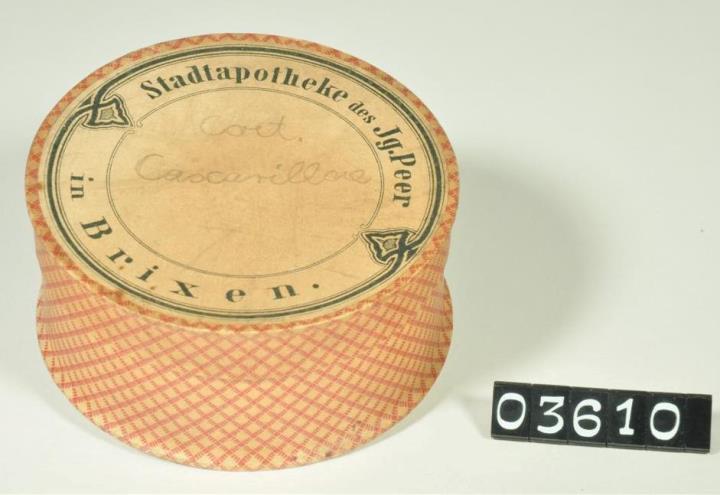 Stadtapotheke des Jg. Peer
in Brixen.
Cort.
Cascarillae
03610